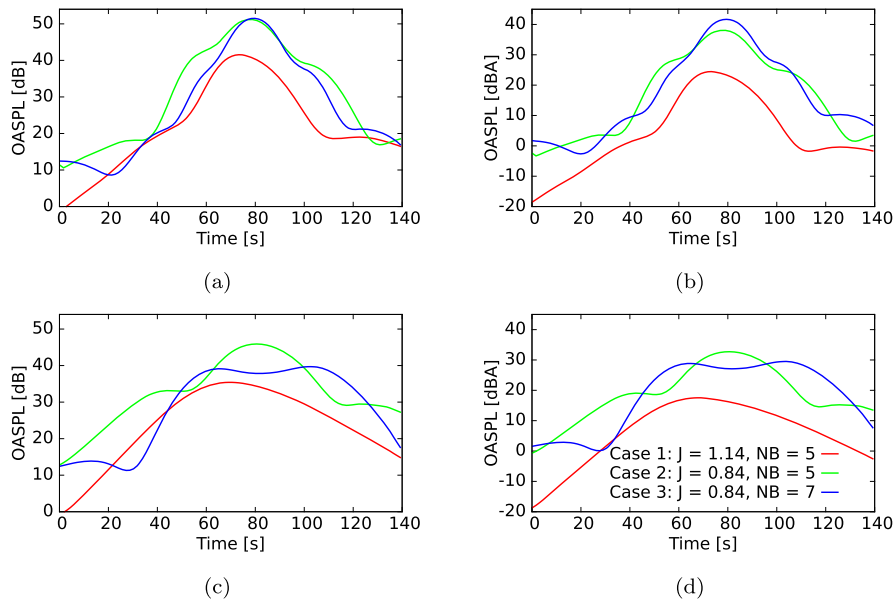 50
40
30
20
10
0
OASPL [dB]
0 20 40 60 80 100 120 140
Time [s]
(a)
40
30
20
10
0
-10
-20
OASPL [dBA]
0 20 40 60 80 100 120 140
Time [s]
(b)
50
40
30
20
10
0
OASPL [dB]
0 20 40 60 80 100 120 140
Time [s]
(c)
40
30
20
10
0
-10
-20
OASPL [dBA]
Case 1: J = 1.14, NB = 5
Case 2: J = 0.84, NB = 5
Case 3: J = 0.84, NB = 7
0 20 40 60 80 100 120 140
Time [s]
(d)